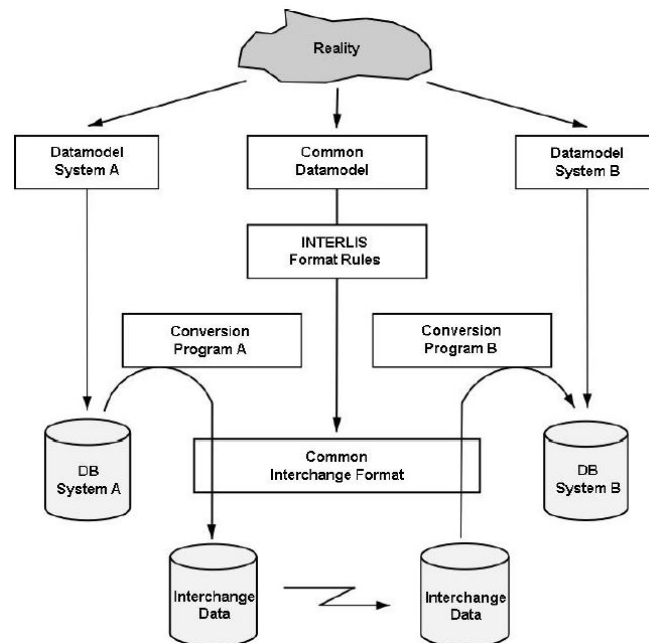 Reality
Datamodel
System A
Common
Datamodel
Datamodel
System B
INTERLIS
Format Rules
Conversion
Program A
Conversion
Program B
DB
System A
Common
Interchange Format
DB
System B
Interchange
Data
Interchange
Data